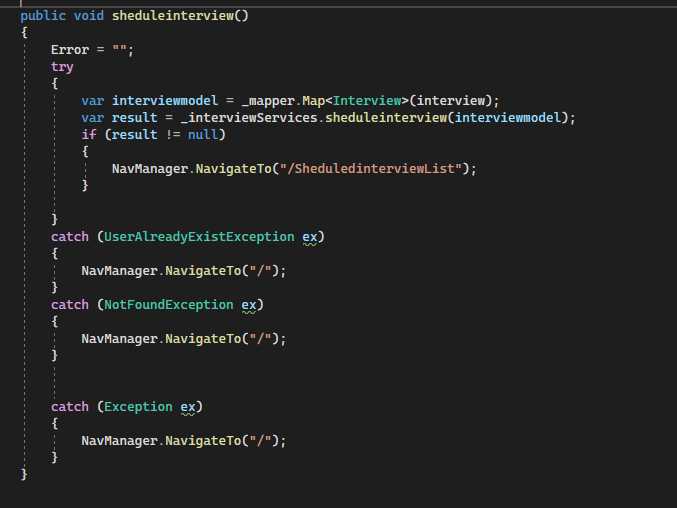 public void sheduleinterview()
{
Error = "";
try
{
var interviewmodel = _mapper.Map<Interview>(interview);
var result = _interviewServices.sheduleinterview(interviewmodel);
if (result != null)
{
NavManager.NavigateTo("/SheduledinterviewList");
}
}
catch (UserAlreadyExistException ex)
{
NavManager.NavigateTo("/");
}
catch (NotFoundException ex)
{
NavManager.NavigateTo("/");
}
catch (Exception ex)
{
NavManager.NavigateTo("/");
}
}